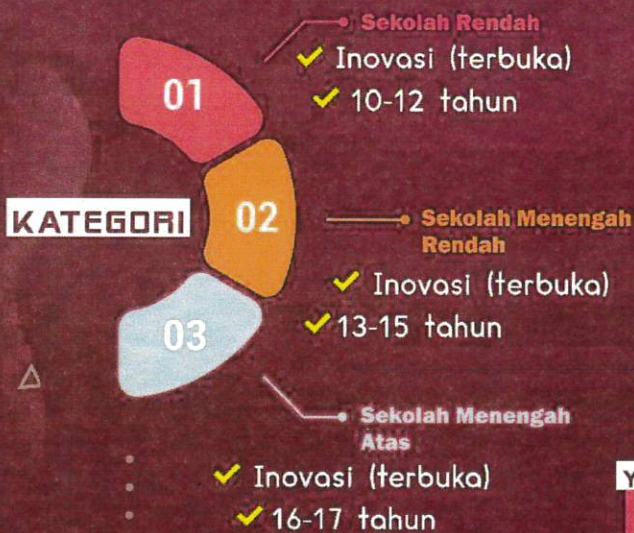 01
Sekolah Rendah
Inovasi (terbuka)
10-12 tahun
KATEGORI
02
Sekolah Menengah
Rendah
Inovasi (terbuka)
13-15 tahun
03
Sekolah Menengah
Atas
Inovasi (terbuka)
16-17 tahun
Y